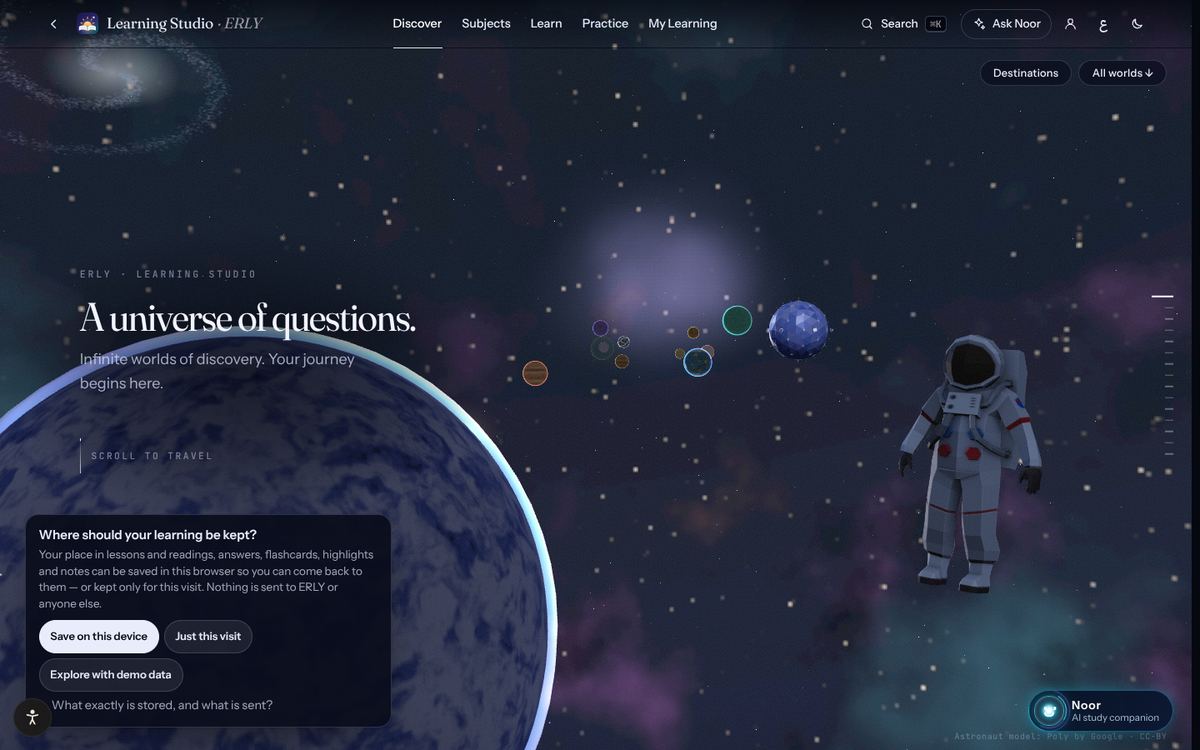 Learning Studio · ERLY
Discover
Subjects
Learn
Practice
My Learning
Search ⌘K
Ask Noor
ع
Destinations
All worlds ↓
ERLY · LEARNING STUDIO
A universe of questions.
Infinite worlds of discovery. Your journey
begins here.
SCROLL TO TRAVEL
Where should your learning be kept?
Your place in lessons and readings, answers, flashcards, highlights
and notes can be saved in this browser so you can come back to
them — or kept only for this visit. Nothing is sent to ERLY or
anyone else.
Save on this device
Just this visit
Explore with demo data
What exactly is stored, and what is sent?
Noor
AI study companion
Astronaut model: Poly by Google · CC-BY